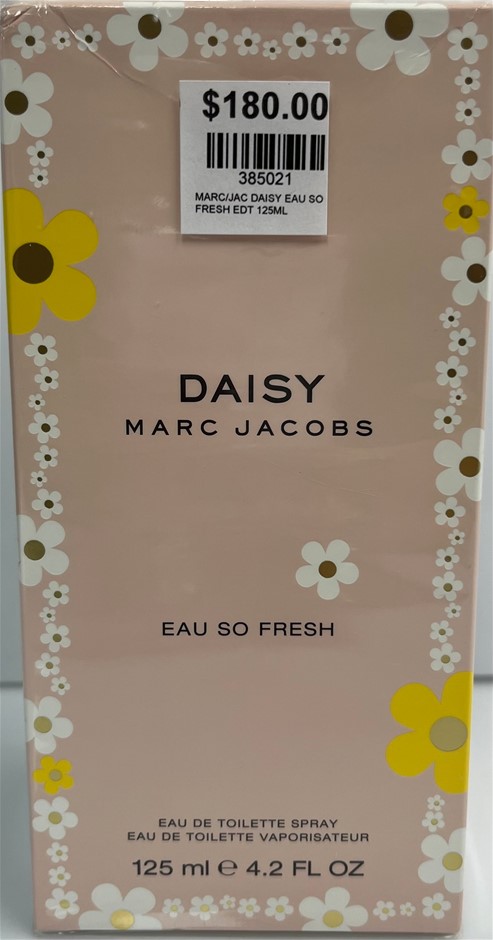 $180.00
385021
MARC/JAC DAISY EAU SO
FRESH EDT 125ML
DAISY
MARC JACOBS
EAU SO FRESH
EAU DE TOILETTE SPRAY
EAU DE TOILETTE VAPORISATEUR
125 ml ℮ 4.2 FL OZ